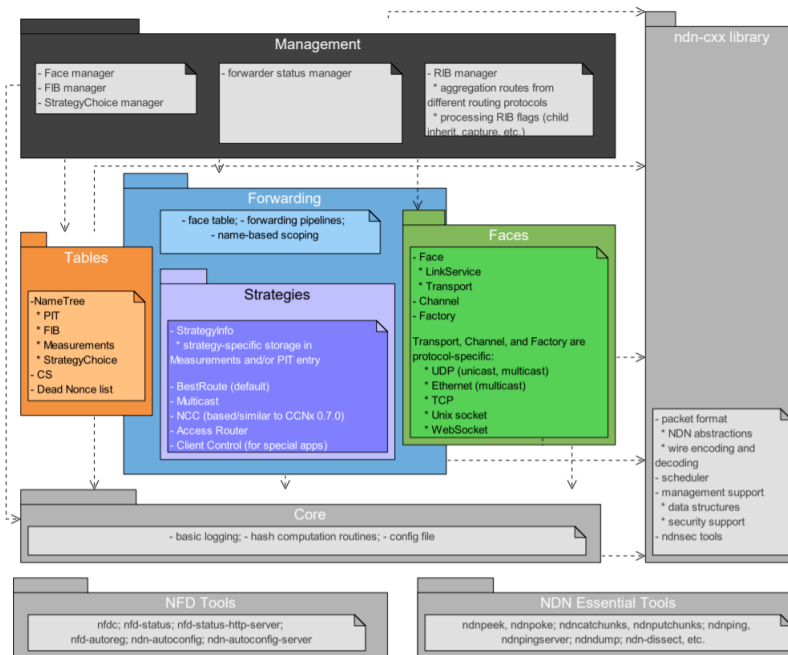 Management
- Face manager
- FIB manager
- StrategyChoice manager
- forwarder status manager
- RIB manager
* aggregation routes from
different routing protocols
* processing RIB flags (child
inherit, capture, etc.)
ndn-cxx library
- packet format
* NDN abstractions
* wire encoding and
decoding
- scheduler
- management support
* data structures
* security support
- ndnsec tools
Forwarding
- face table; - forwarding pipelines;
- name-based scoping
Tables
-NameTree
* PIT
* FIB
* Measurements
* StrategyChoice
- CS
- Dead Nonce list
Strategies
- StrategyInfo
* strategy-specific storage in
Measurements and/or PIT entry
- BestRoute (default)
- Multicast
- NCC (based/similar to CCNx 0.7.0)
- Access Router
- Client Control (for special apps)
Faces
- Face
* LinkService
* Transport
- Channel
- Factory
Transport, Channel, and Factory are
protocol-specific:
* UDP (unicast, multicast)
* Ethernet (multicast)
* TCP
* Unix socket
* WebSocket
Core
- basic logging; - hash computation routines; - config file
NFD Tools
nfdc; nfd-status; nfd-status-http-server;
nfd-autoreg; ndn-autoconfig; ndn-autoconfig-server
NDN Essential Tools
ndnpeek, ndnpoke; ndncatchunks, ndnputchunks; ndnping,
ndnpingserver; ndndump; ndn-dissect, etc.